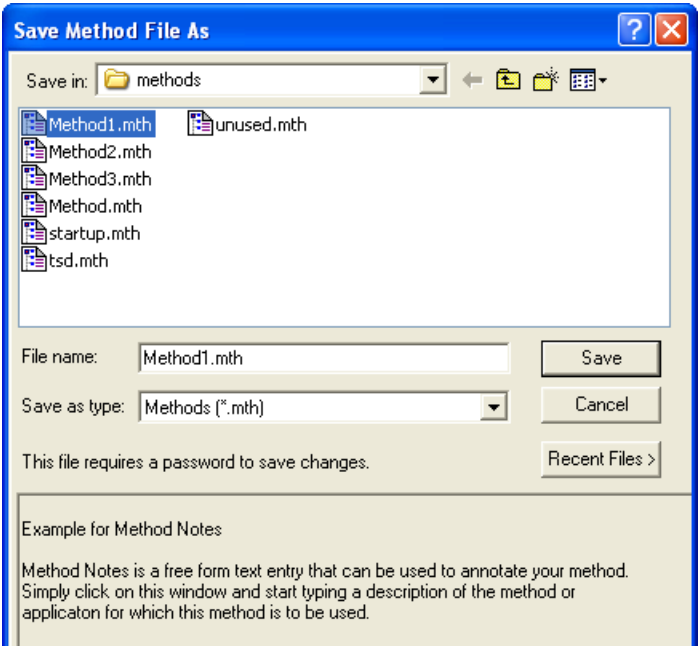 Save Method File As
Save in: methods
Method1.mth unused.mth
Method2.mth
Method3.mth
Method.mth
startup.mth
tsd.mth
File name: Method1.mth Save
Save as type: Methods (*.mth) Cancel
This file requires a password to save changes. Recent Files >
Example for Method Notes
Method Notes is a free form text entry that can be used to annotate your method.
Simply click on this window and start typing a description of the method or
applicaton for which this method is to be used.